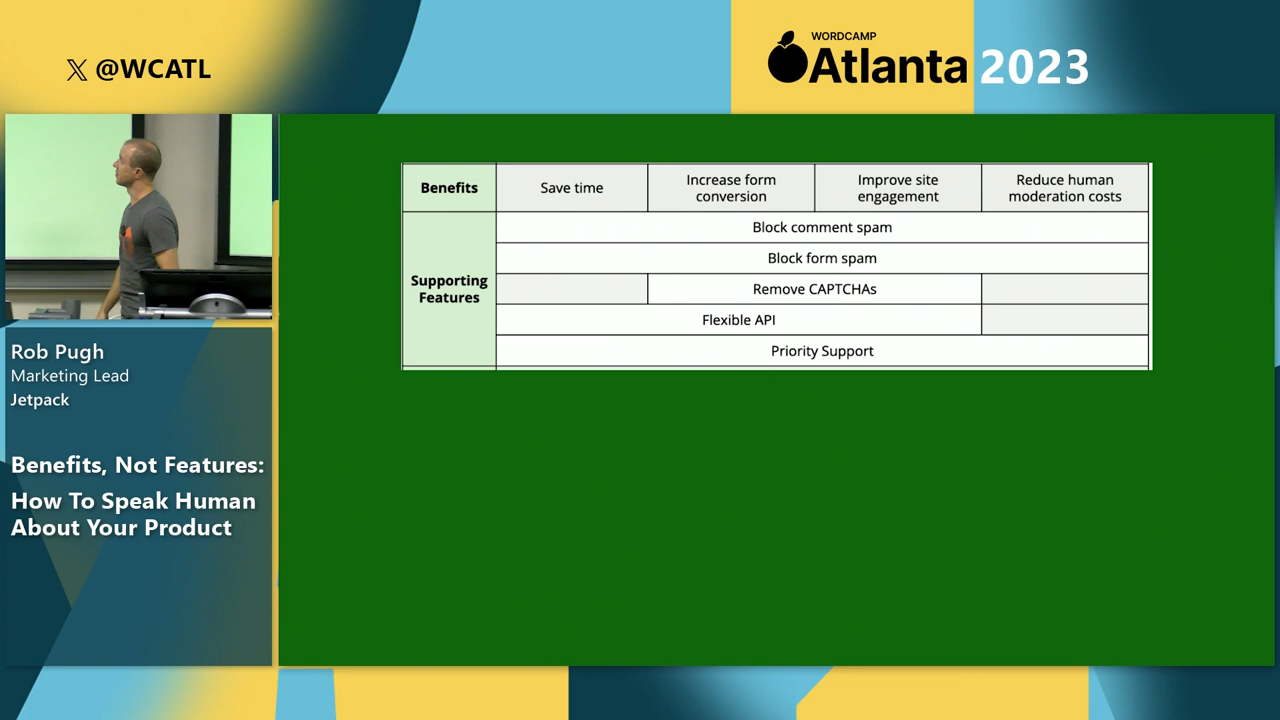 𝕏 @WCATL
WORDCAMP
Atlanta 2023
Benefits
Save time
Increase form
conversion
Improve site
engagement
Reduce human
moderation costs
Supporting
Features
Block comment spam
Block form spam
Remove CAPTCHAs
Flexible API
Priority Support
Rob Pugh
Marketing Lead
Jetpack
Benefits, Not Features:
How To Speak Human
About Your Product